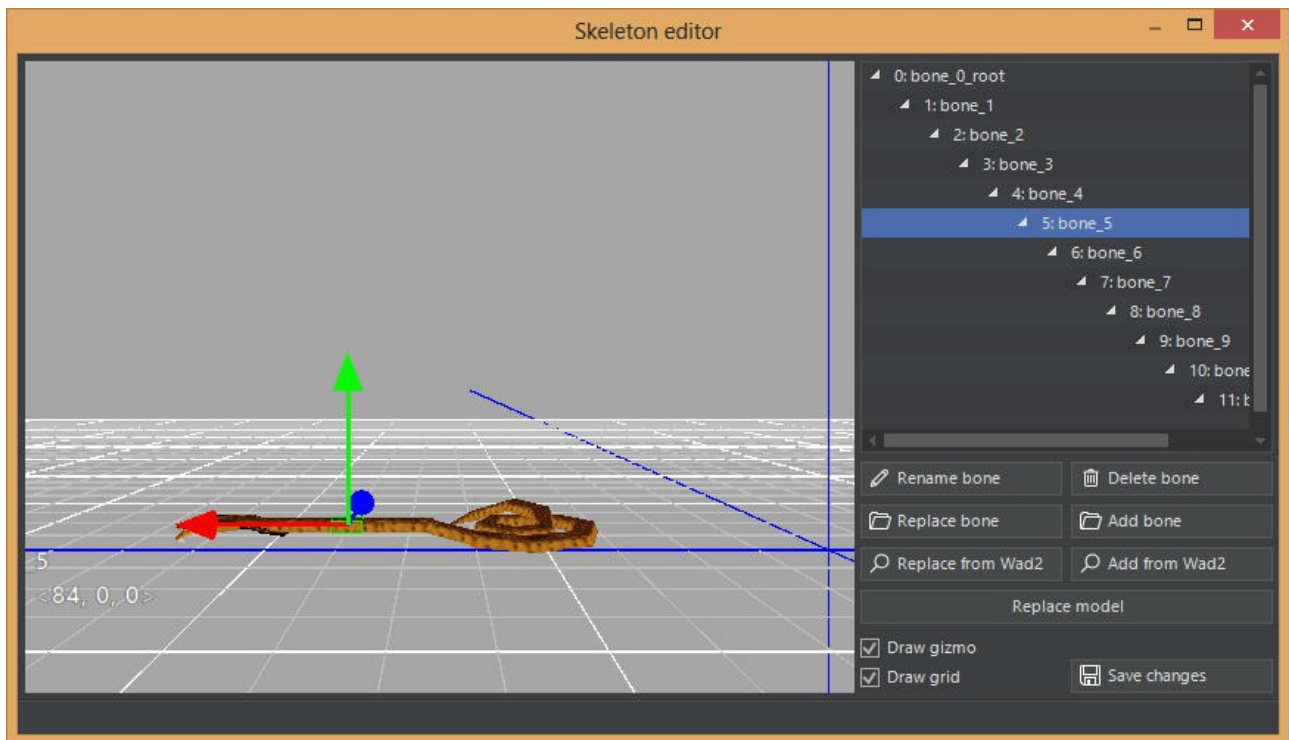 Skeleton editor
0: bone_0_root
1: bone_1
2: bone_2
3: bone_3
4: bone_4
5: bone_5
6: bone_6
7: bone_7
8: bone_8
9: bone_9
10: bone
11: b
_5
<84, 0, 0>
Rename bone
Delete bone
Replace bone
Add bone
Replace from Wad2
Add from Wad2
Replace model
Draw gizmo
Draw grid
Save changes